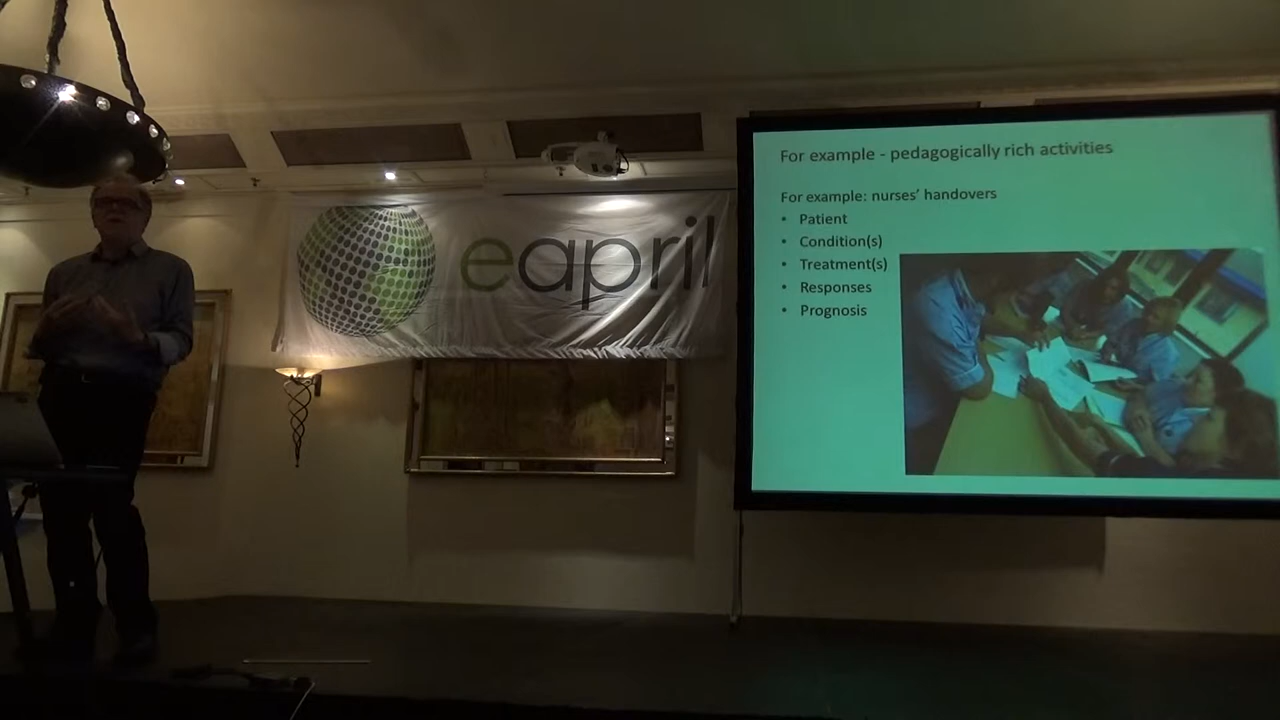 eapril
For example - pedagogically rich activities
For example: nurses' handovers
• Patient
• Condition(s)
• Treatment(s)
• Responses
• Prognosis